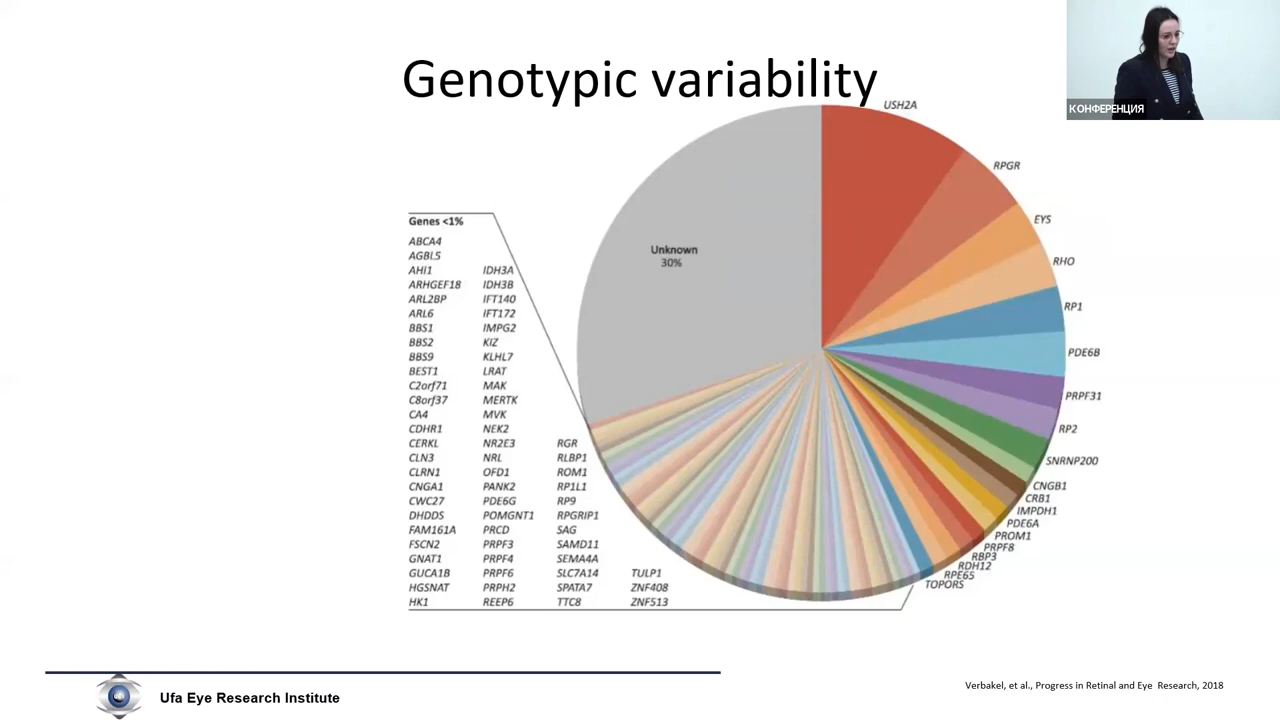 Genotypic variability
КОНФЕРЕНЦИЯ
USH2A
RPGR
EYS
RHO
RP1
PDE6B
PRPF31
RP2
SNRNP200
CNGB1
CRB1
IMPDH1
PDE6A
PROM1
PRPF8
RBP3
RDH12
RPE65
TOPORS
Unknown
30%
Genes <1%
ABCA4
AGBL5
AHI1 IDH3A
ARHGEF18 IDH3B
ARL2BP IFT140
ARL6 IFT172
BBS1 IMPG2
BBS2 KIZ
BBS9 KLHL7
BEST1 LRAT
C2orf71 MAK
C8orf37 MERTK
CA4 MVK
CDHR1 NEK2
CERKL NR2E3 RGR
CLN3 NRL RLBP1
CLRN1 OFD1 ROM1
CNGA1 PANK2 RP1L1
CWC27 PDE6G RP9
DHDDS POMGNT1 RPGRIP1
FAM161A PRCD SAG
FSCN2 PRPF3 SAMD11
GNAT1 PRPF4 SEMA4A
GUCA1B PRPF6 SLC7A14 TULP1
HGSNAT PRPH2 SPATA7 ZNF408
HK1 REEP6 TTC8 ZNF513
Ufa Eye Research Institute
Verbakel, et al., Progress in Retinal and Eye Research, 2018